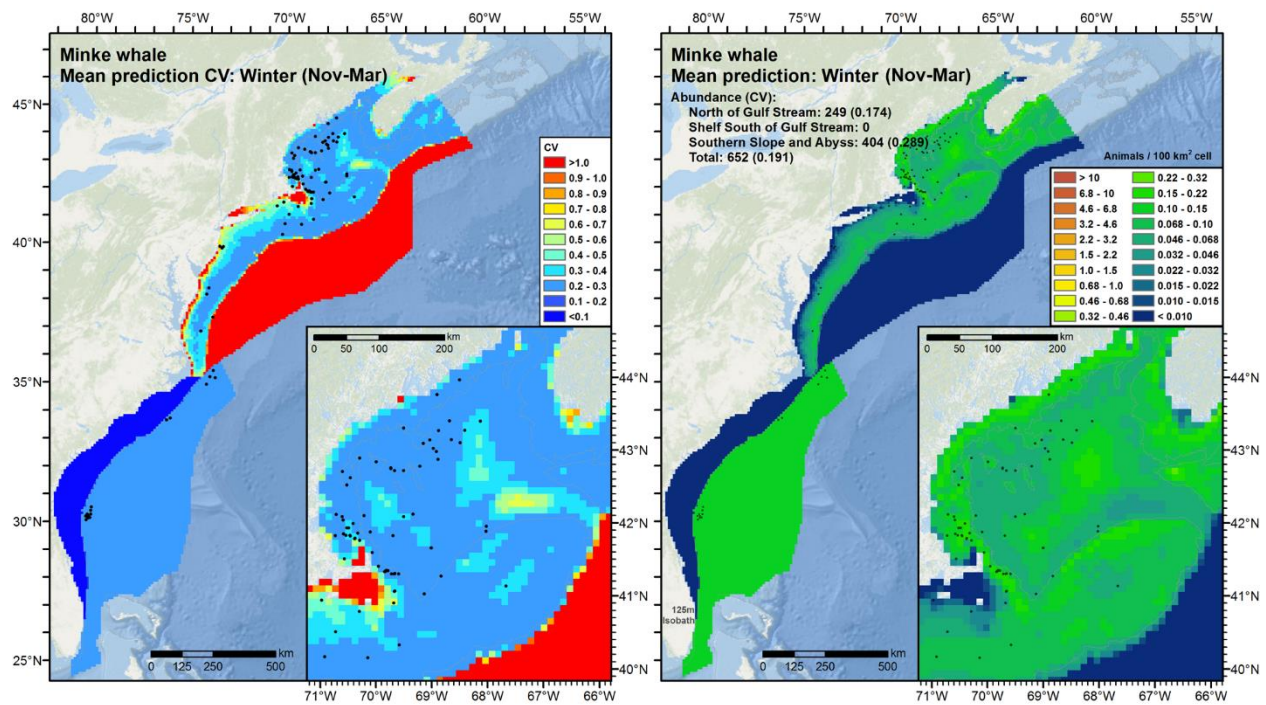 80°W 75°W 70°W 65°W 60°W 55°W
Minke whale
Mean prediction CV: Winter (Nov-Mar)
45°N
40°N
35°N
30°N
25°N
CV
>1.0
0.9 - 1.0
0.8 - 0.9
0.7 - 0.8
0.6 - 0.7
0.5 - 0.6
0.4 - 0.5
0.3 - 0.4
0.2 - 0.3
0.1 - 0.2
<0.1
km
0 50 100 200
44°N
43°N
42°N
41°N
40°N
km
0 125 250 500
71°W 70°W 69°W 68°W 67°W 66°W
80°W 75°W 70°W 65°W 60°W 55°W
Minke whale
Mean prediction: Winter (Nov-Mar)
Abundance (CV):
North of Gulf Stream: 249 (0.174)
Shelf South of Gulf Stream: 0
Southern Slope and Abyss: 404 (0.289)
Total: 652 (0.191)
45°N
40°N
35°N
30°N
25°N
Animals / 100 km² cell
> 10 0.22 - 0.32
6.8 - 10 0.15 - 0.22
4.6 - 6.8 0.10 - 0.15
3.2 - 4.6 0.068 - 0.10
2.2 - 3.2 0.046 - 0.068
1.5 - 2.2 0.032 - 0.046
1.0 - 1.5 0.022 - 0.032
0.68 - 1.0 0.015 - 0.022
0.46 - 0.68 0.010 - 0.015
0.32 - 0.46 < 0.010
km
0 50 100 200
44°N
43°N
42°N
41°N
40°N
125m
Isobath
km
0 125 250 500
71°W 70°W 69°W 68°W 67°W 66°W